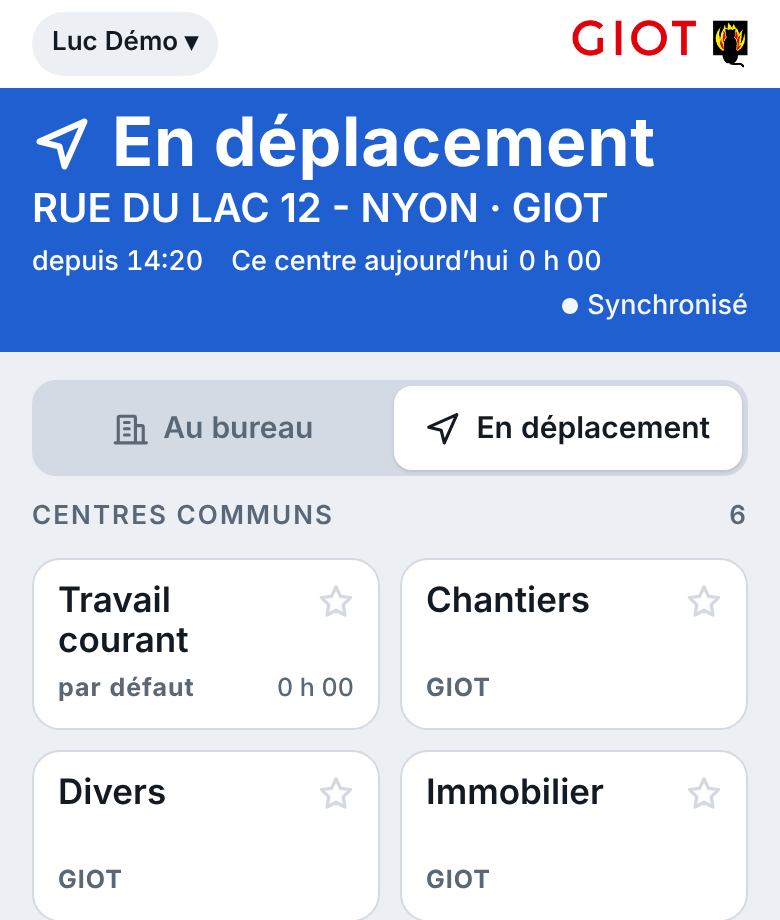 Luc Démo ▾
GIOT
En déplacement
RUE DU LAC 12 - NYON · GIOT
depuis 14:20 Ce centre aujourd’hui 0 h 00
Synchronisé
Au bureau
En déplacement
CENTRES COMMUNS 6
Travail
courant
par défaut 0 h 00
Chantiers
GIOT
Divers
GIOT
Immobilier
GIOT